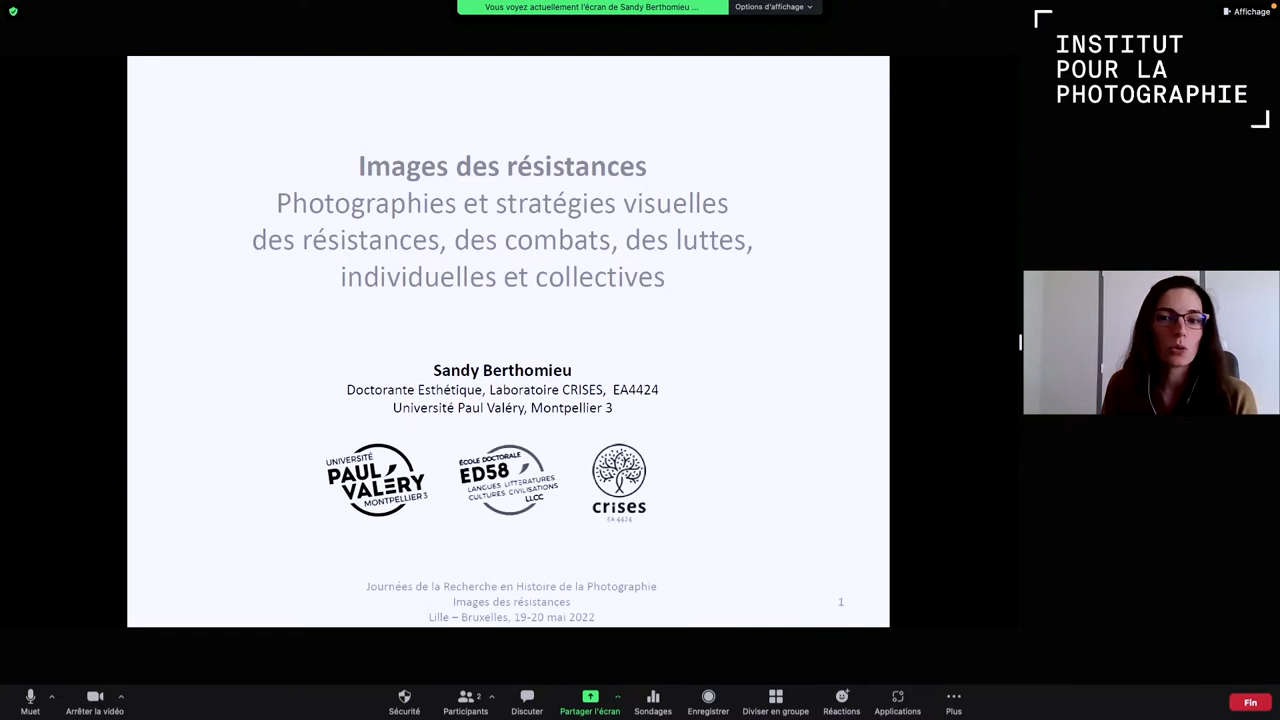 Vous voyez actuellement l'écran de Sandy Berthomieu ...
Options d'affichage
Affichage
INSTITUT
POUR LA
PHOTOGRAPHIE
Images des résistances
Photographies et stratégies visuelles
des résistances, des combats, des luttes,
individuelles et collectives
Sandy Berthomieu
Doctorante Esthétique, Laboratoire CRISES, EA4424
Université Paul Valéry, Montpellier 3
UNIVERSITÉ
PAUL
VALÉRY
MONTPELLIER 3
ÉCOLE DOCTORALE
ED58
LANGUES LITTÉRATURES
CULTURES CIVILISATIONS
LLCC
crises
EA 4424
Journées de la Recherche en Histoire de la Photographie
Images des résistances
Lille – Bruxelles, 19-20 mai 2022
1
Muet
Arrêter la vidéo
Sécurité
Participants
2
Discuter
Partager l'écran
Sondages
Enregistrer
Diviser en groupe
Réactions
Applications
Plus
Fin